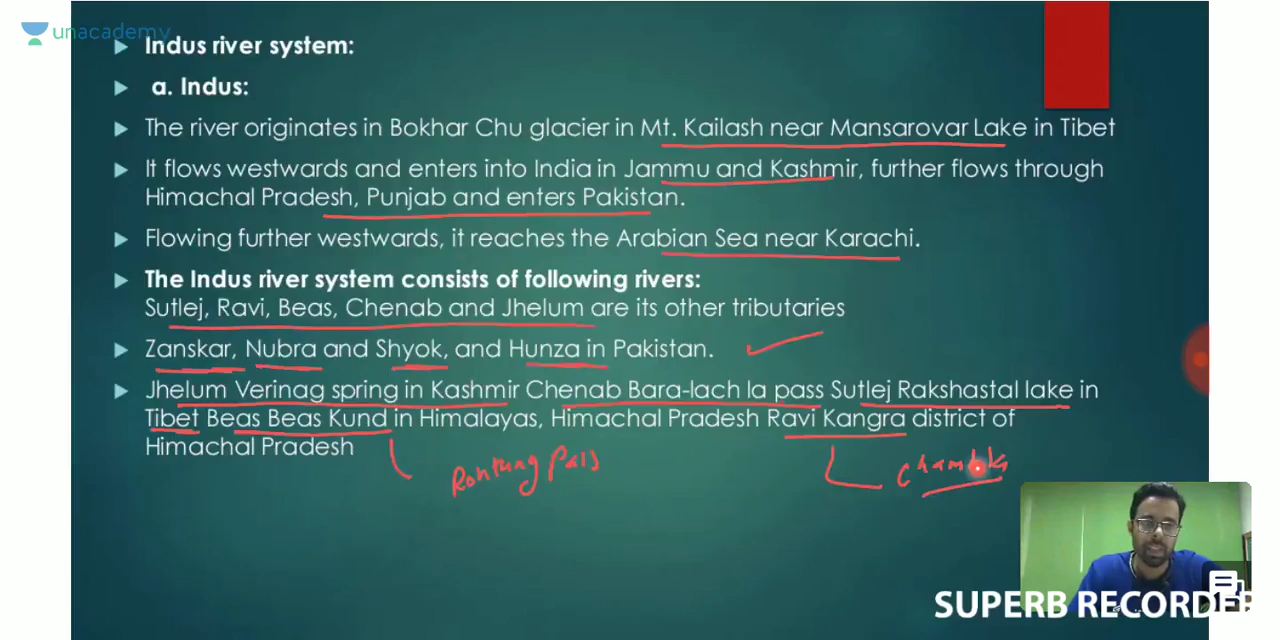 unacademy
Indus river system:
a. Indus:
The river originates in Bokhar Chu glacier in Mt. Kailash near Mansarovar Lake in Tibet
It flows westwards and enters into India in Jammu and Kashmir, further flows through
Himachal Pradesh, Punjab and enters Pakistan.
Flowing further westwards, it reaches the Arabian Sea near Karachi.
The Indus river system consists of following rivers:
Sutlej, Ravi, Beas, Chenab and Jhelum are its other tributaries
Zanskar, Nubra and Shyok, and Hunza in Pakistan.
Jhelum Verinag spring in Kashmir Chenab Bara-lach la pass Sutlej Rakshastal lake in
Tibet Beas Beas Kund in Himalayas, Himachal Pradesh Ravi Kangra district of
Himachal Pradesh
Pass
SUPERB RECORDER